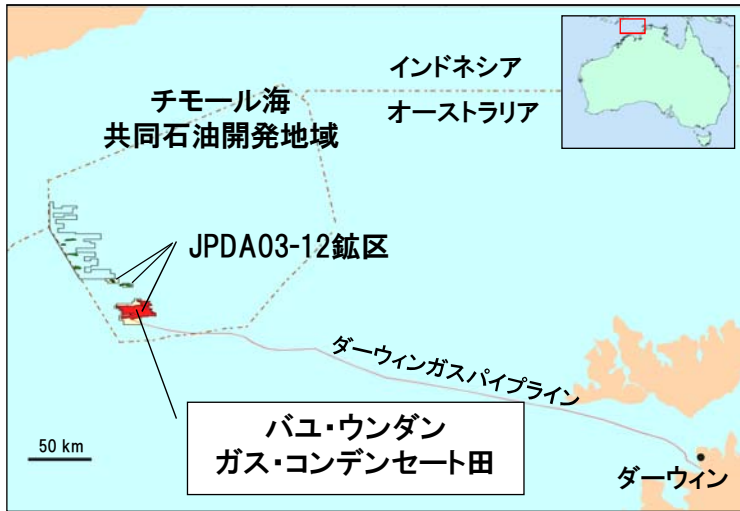 インドネシア
オーストラリア
チモール海
共同石油開発地域
JPDA03-12鉱区
ダーウィンガスパイプライン
バユ・ウンダン
ガス・コンデンセート田
50 km
ダーウィン